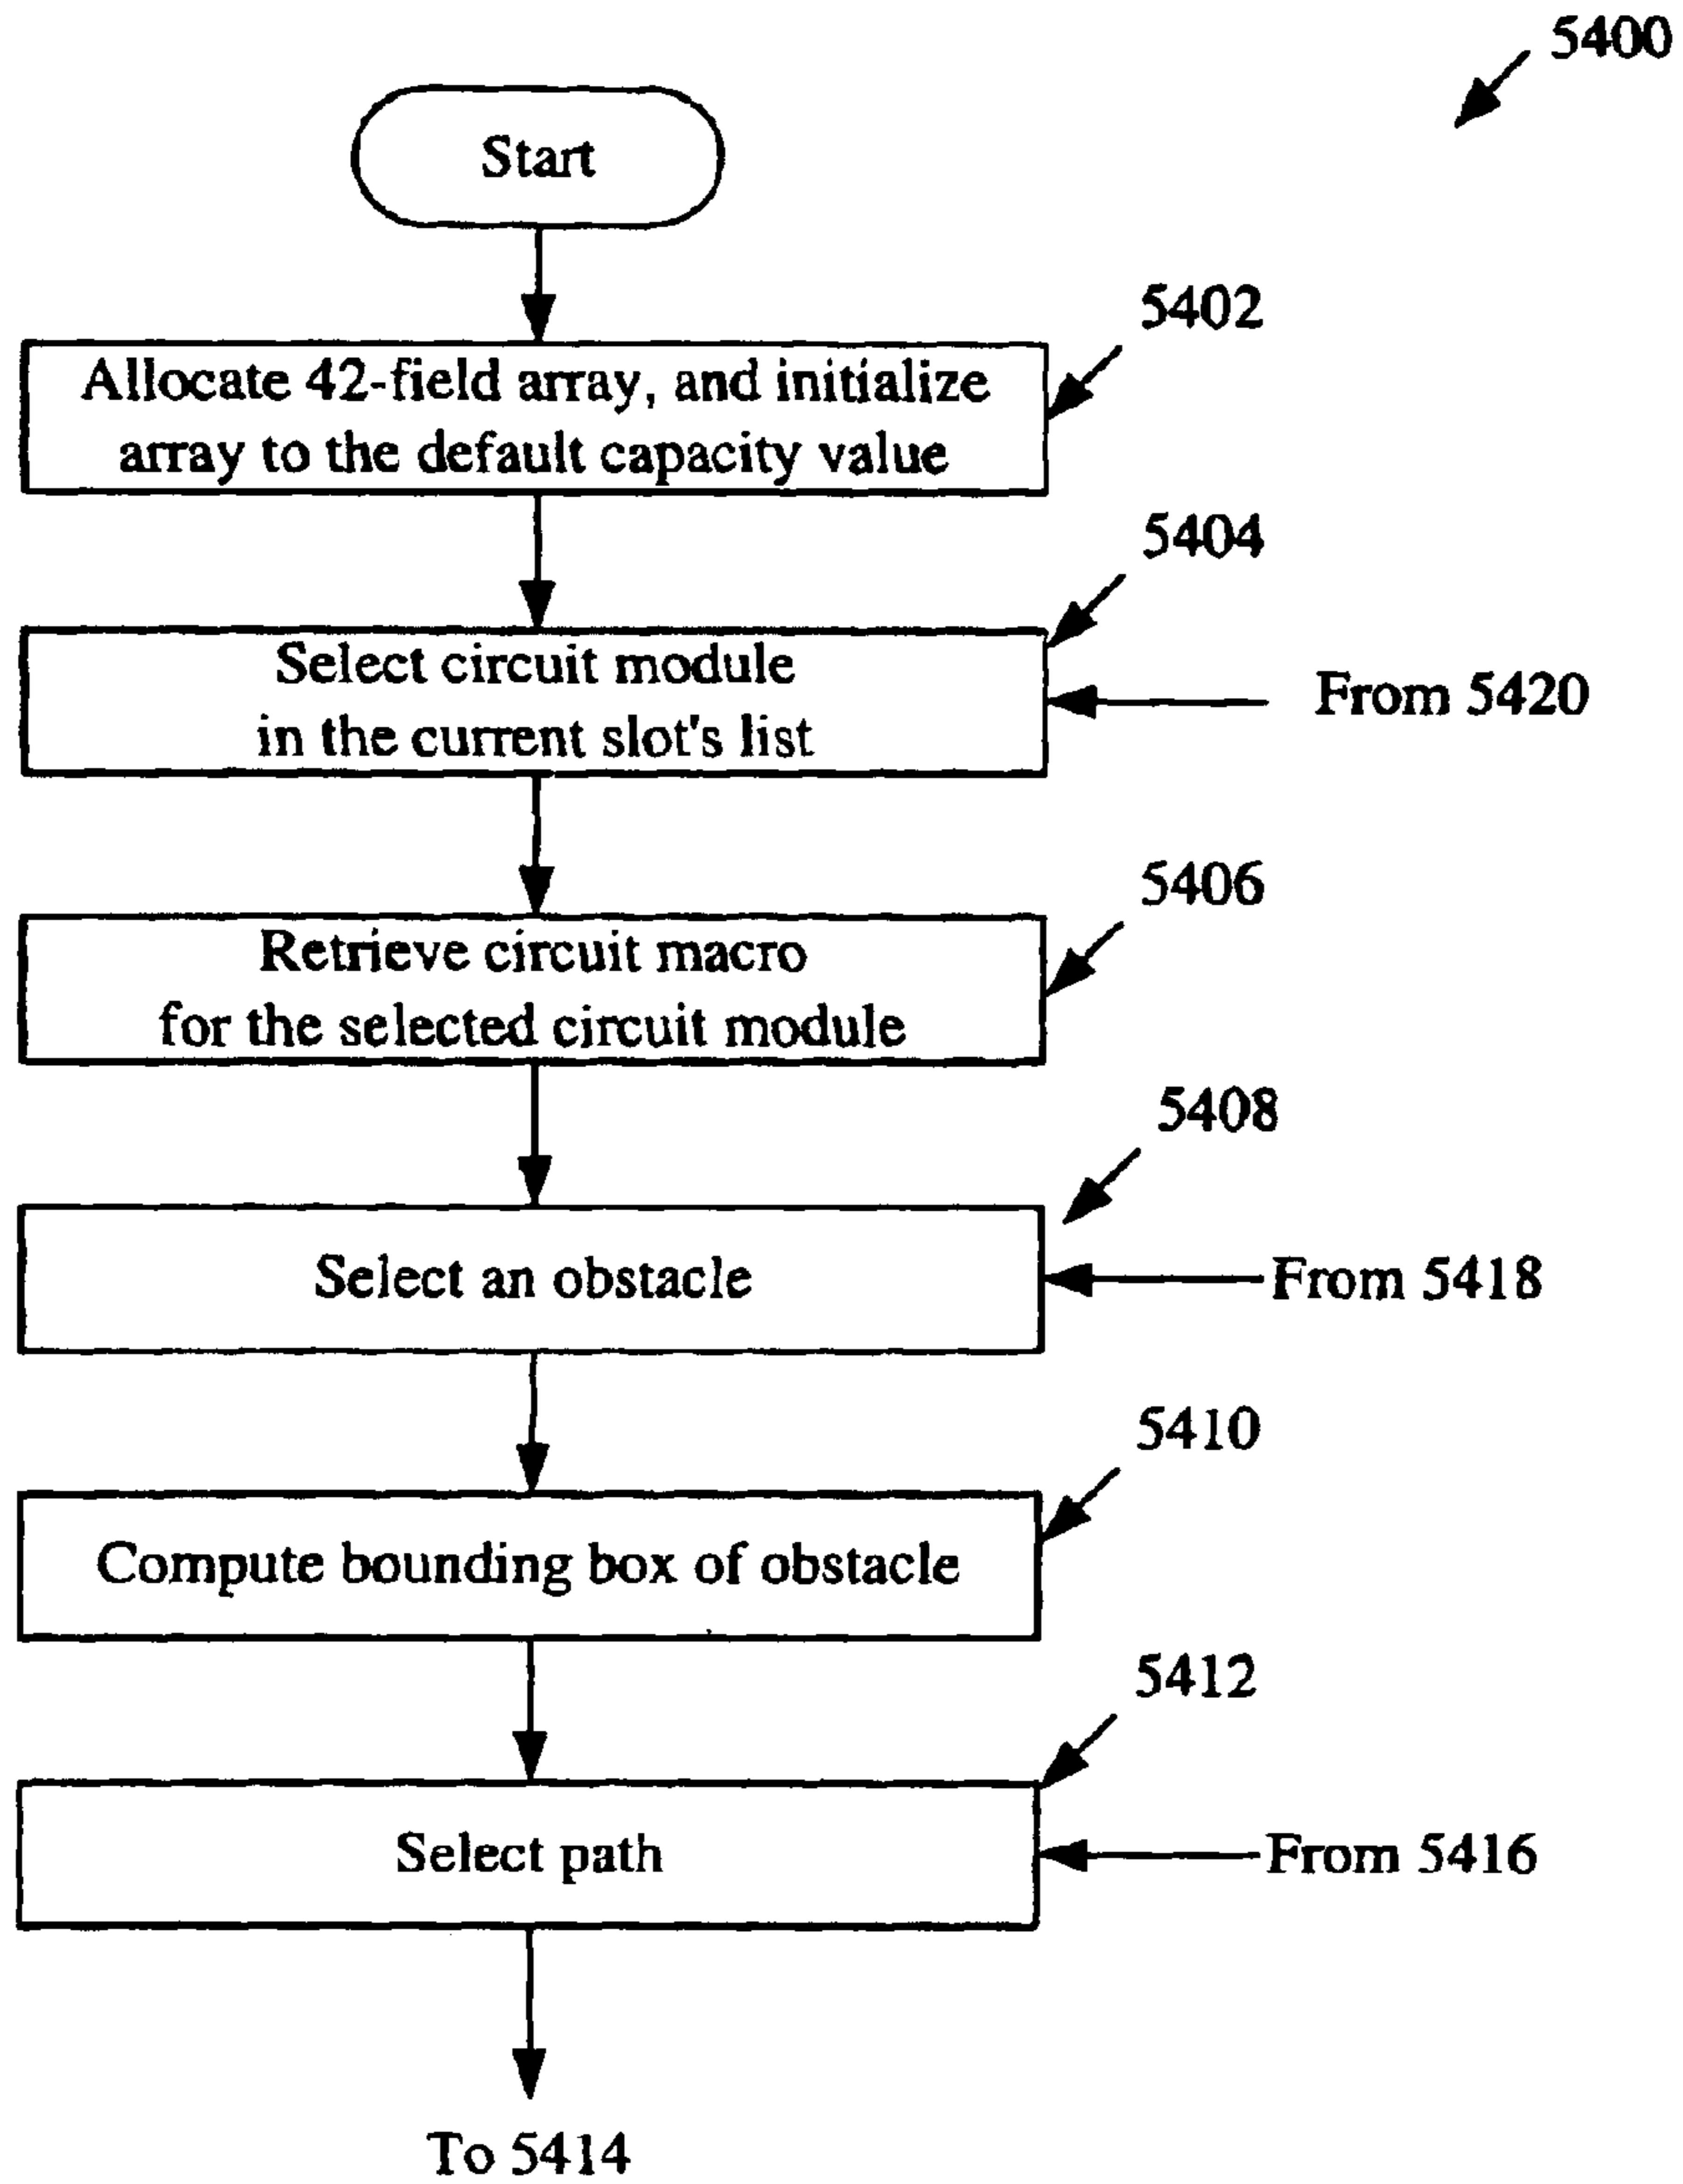 5400
Start
5402
Allocate 42-field array, and initialize
array to the default capacity value
5404
Select circuit module
in the current slot's list
From 5420
5406
Retrieve circuit macro
for the selected circuit module
5408
Select an obstacle
From 5418
5410
Compute bounding box of obstacle
5412
Select path
From 5416
To 5414